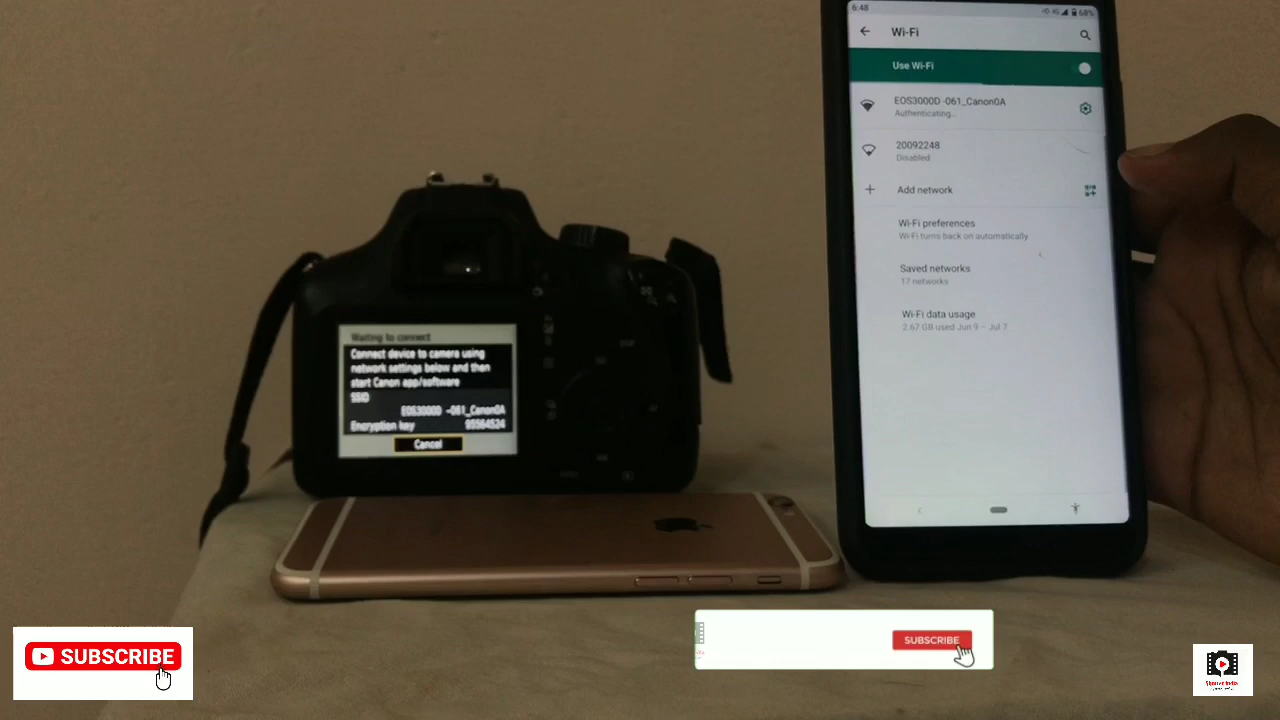 6:48
68%
Wi-Fi
Use Wi-Fi
EOS3000D -061_Canon0A
Authenticating...
20092248
Disabled
Add network
Wi-Fi preferences
Wi-Fi turns back on automatically
Saved networks
17 networks
Wi-Fi data usage
2.67 GB used Jun 9 – Jul 7
Waiting to connect
Connect device to camera using
network settings below and then
start Canon app/software
SSID
EOS3000D -061_Canon0A
Encryption key 95564524
Cancel
SUBSCRIBE
SUBSCRIBE